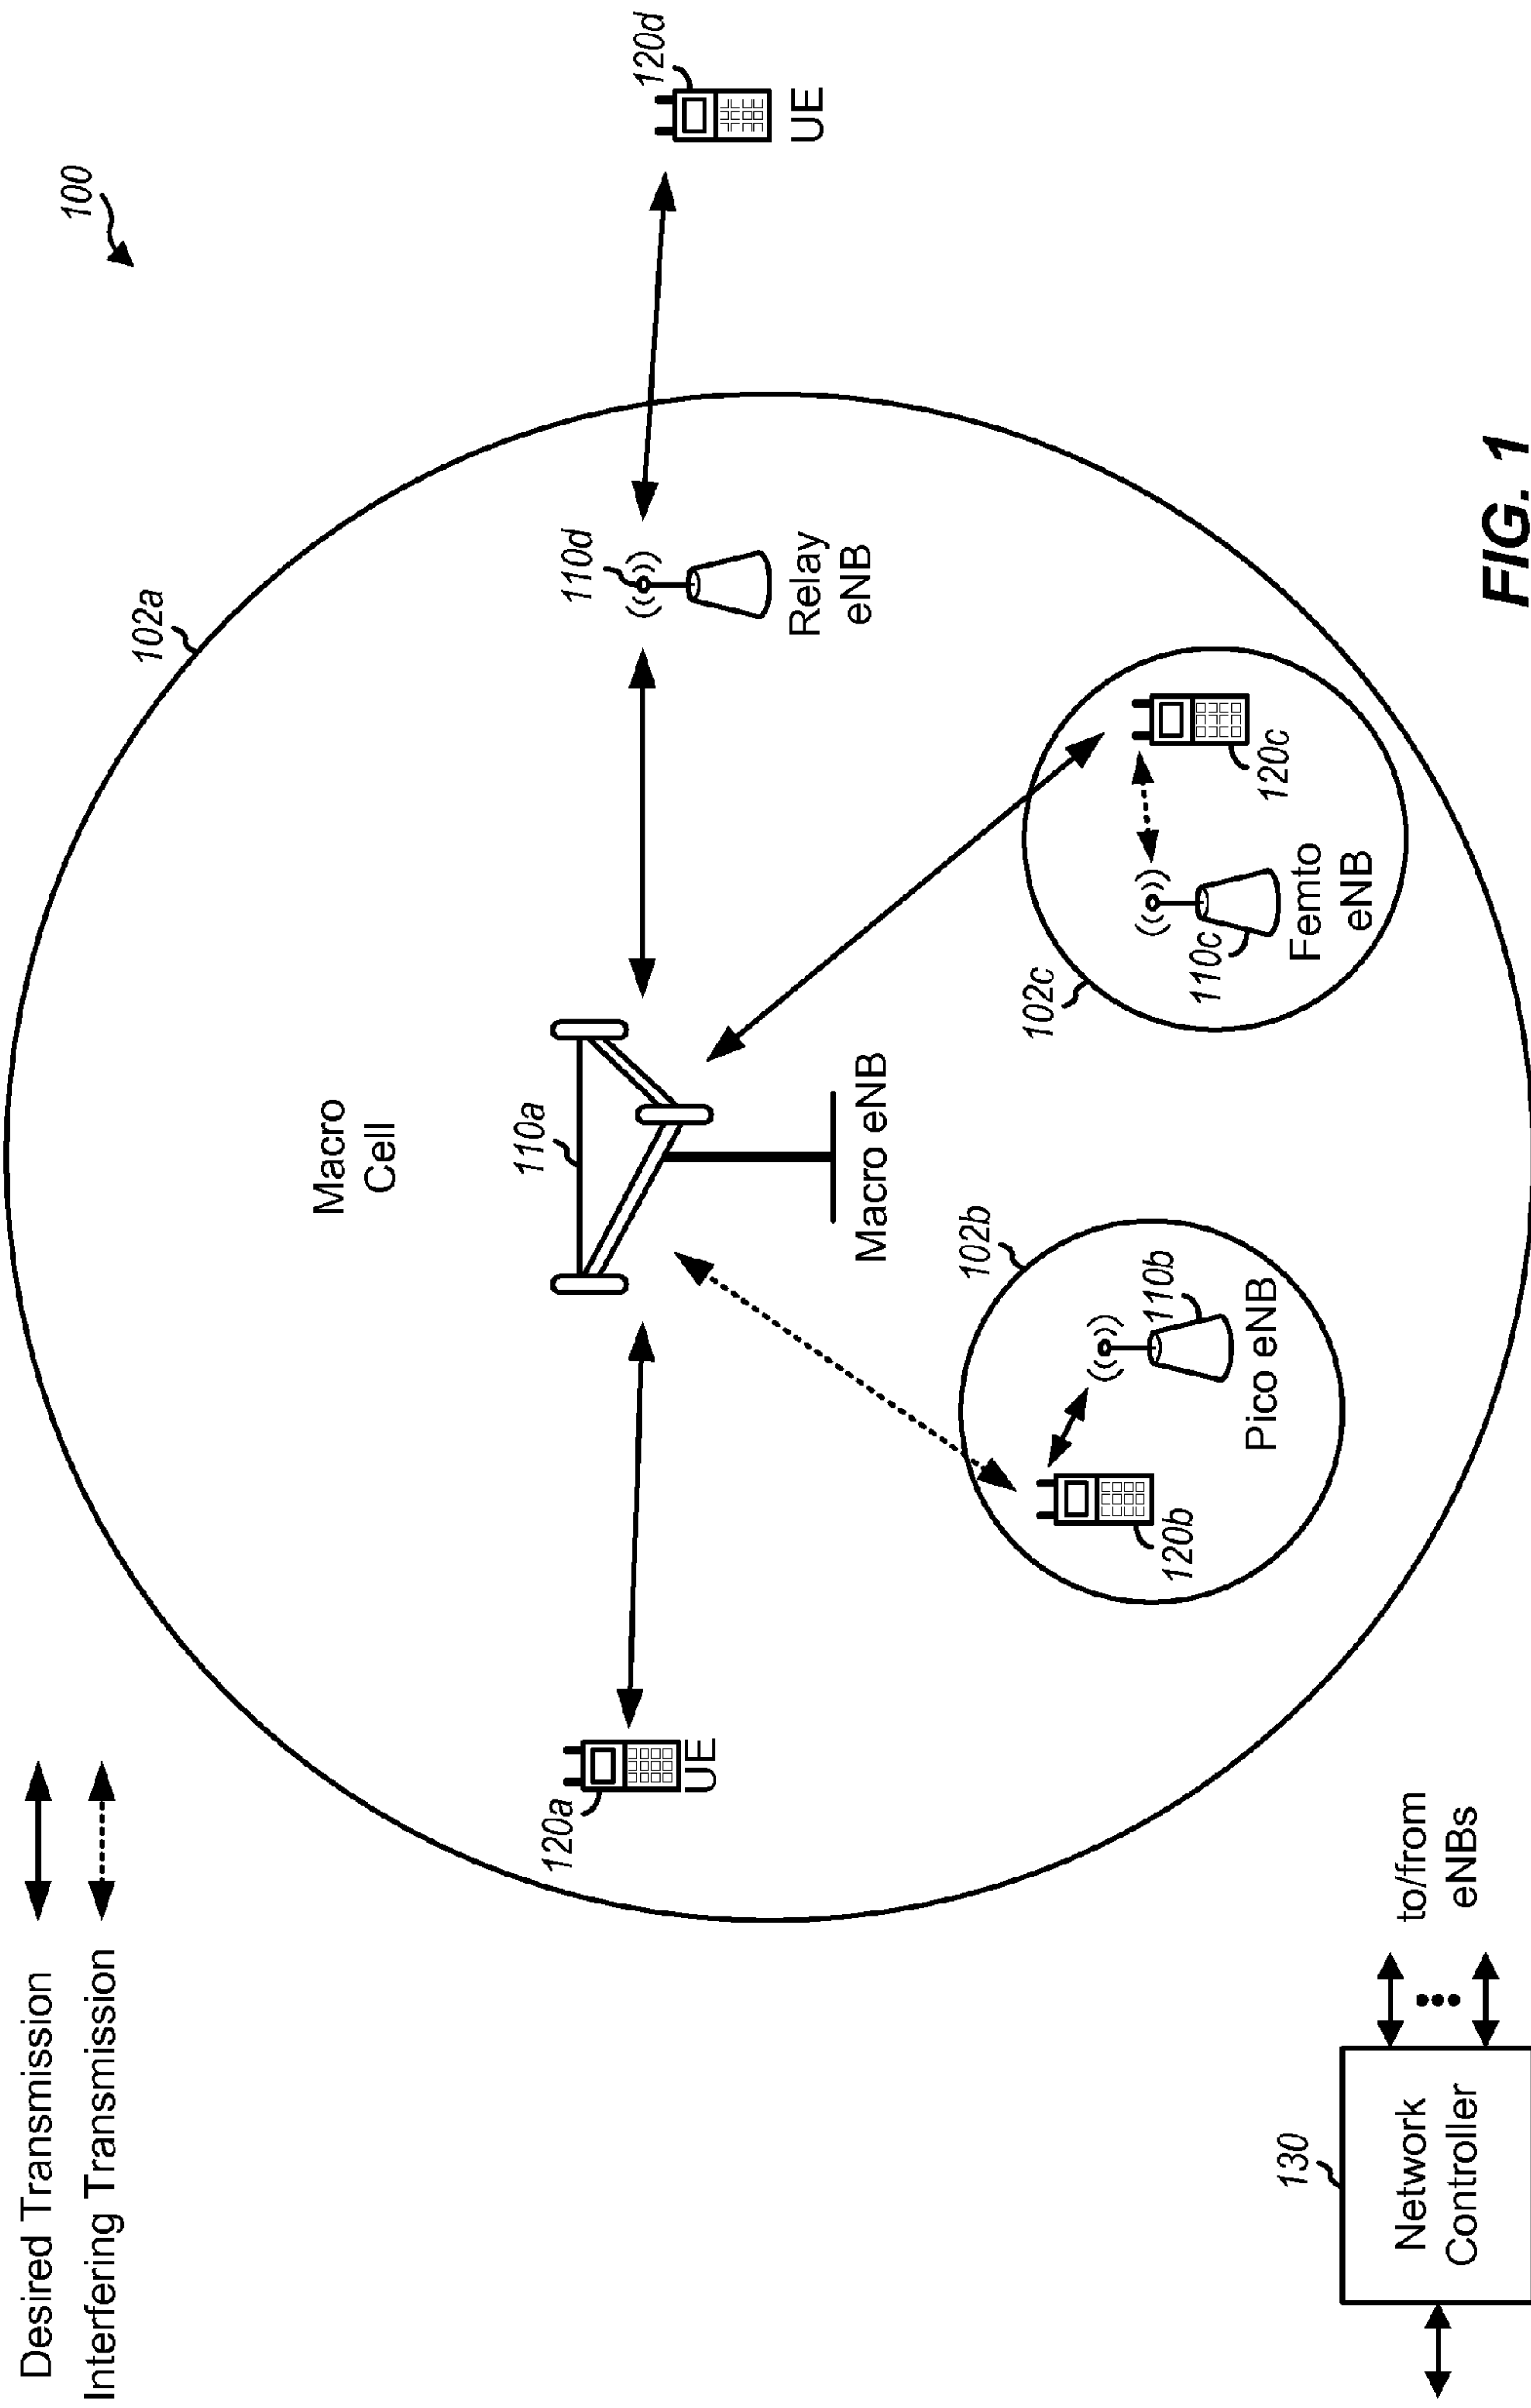 Desired Transmission
Interfering Transmission
100
102a
Macro
Cell
110a
110d
120a
UE
120d
UE
Relay
eNB
Macro eNB
102b
102c
120b
110b
Pico eNB
110c
120c
Femto
eNB
130
Network
Controller
to/from
eNBs
FIG. 1